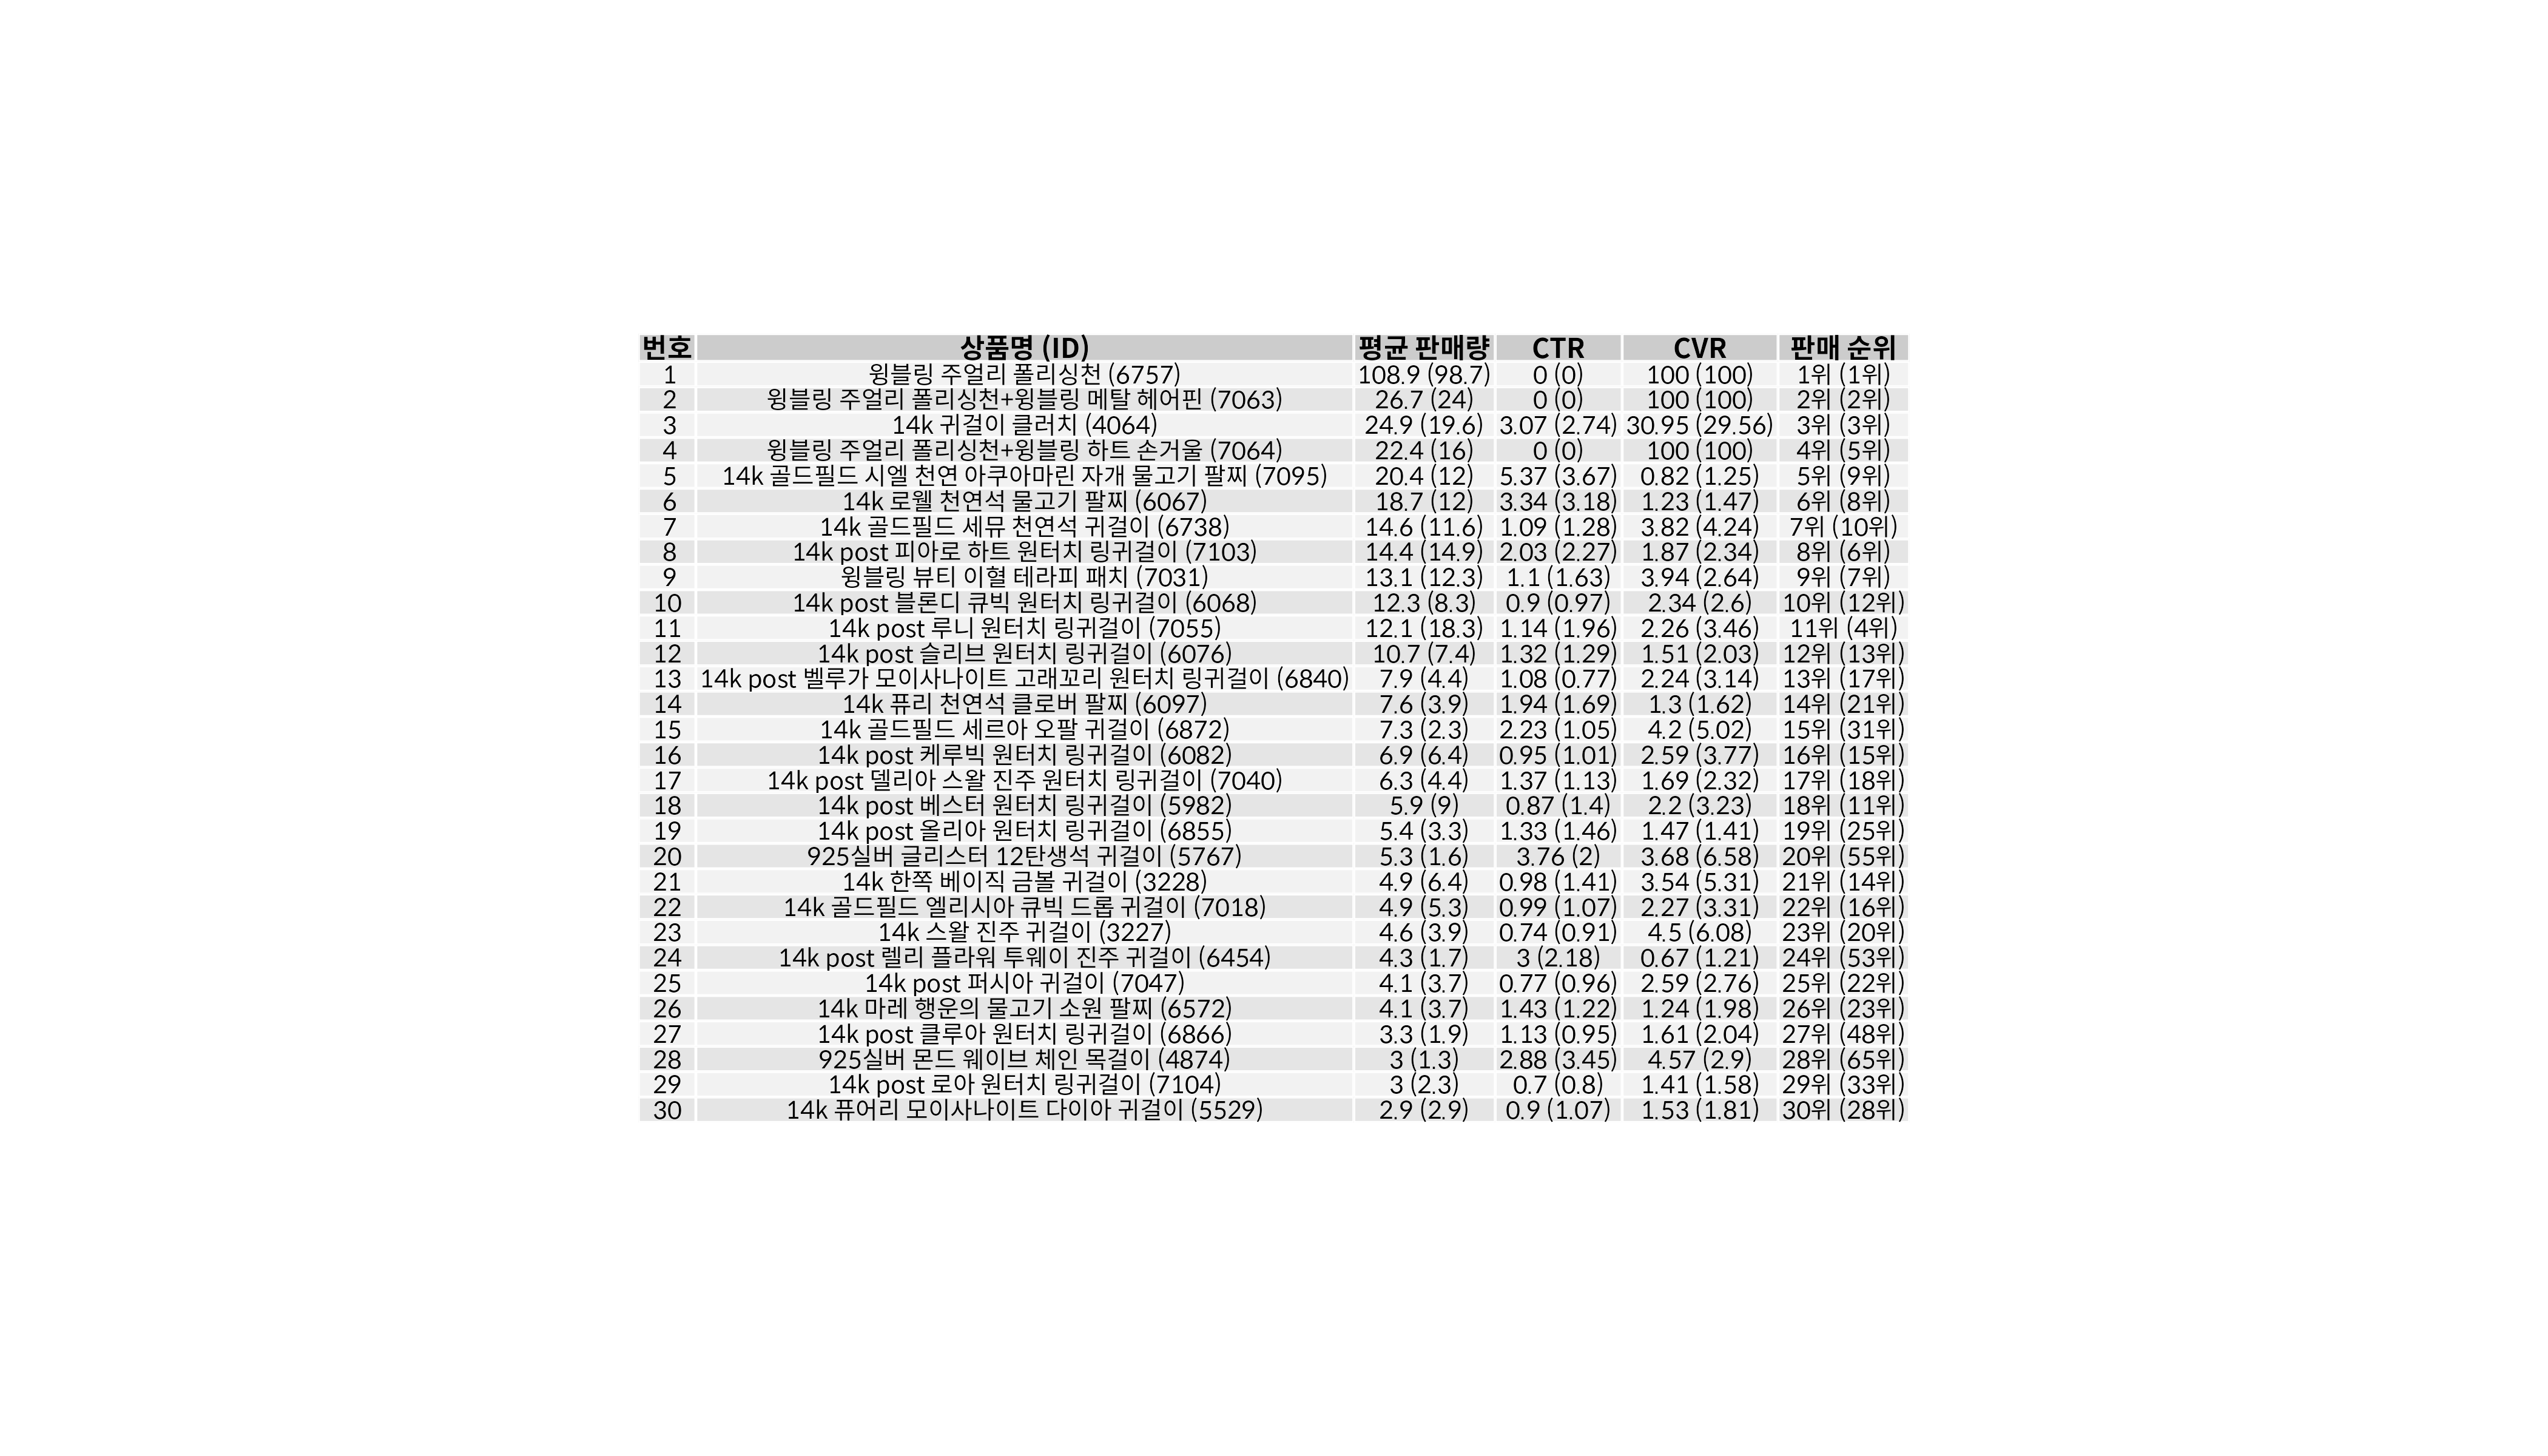 번호 상품명 (ID) 평균 판매량 CTR CVR 판매 순위
1 윙블링 주얼리 폴리싱천 (6757) 108.9 (98.7) 0 (0) 100 (100) 1위 (1위)
2 윙블링 주얼리 폴리싱천+윙블링 메탈 헤어핀 (7063) 26.7 (24) 0 (0) 100 (100) 2위 (2위)
3 14k 귀걸이 클러치 (4064) 24.9 (19.6) 3.07 (2.74) 30.95 (29.56) 3위 (3위)
4 윙블링 주얼리 폴리싱천+윙블링 하트 손거울 (7064) 22.4 (16) 0 (0) 100 (100) 4위 (5위)
5 14k 골드필드 시엘 천연 아쿠아마린 자개 물고기 팔찌 (7095) 20.4 (12) 5.37 (3.67) 0.82 (1.25) 5위 (9위)
6 14k 로웰 천연석 물고기 팔찌 (6067) 18.7 (12) 3.34 (3.18) 1.23 (1.47) 6위 (8위)
7 14k 골드필드 세뮤 천연석 귀걸이 (6738) 14.6 (11.6) 1.09 (1.28) 3.82 (4.24) 7위 (10위)
8 14k post 피아로 하트 원터치 링귀걸이 (7103) 14.4 (14.9) 2.03 (2.27) 1.87 (2.34) 8위 (6위)
9 윙블링 뷰티 이혈 테라피 패치 (7031) 13.1 (12.3) 1.1 (1.63) 3.94 (2.64) 9위 (7위)
10 14k post 블론디 큐빅 원터치 링귀걸이 (6068) 12.3 (8.3) 0.9 (0.97) 2.34 (2.6) 10위 (12위)
11 14k post 루니 원터치 링귀걸이 (7055) 12.1 (18.3) 1.14 (1.96) 2.26 (3.46) 11위 (4위)
12 14k post 슬리브 원터치 링귀걸이 (6076) 10.7 (7.4) 1.32 (1.29) 1.51 (2.03) 12위 (13위)
13 14k post 벨루가 모이사나이트 고래꼬리 원터치 링귀걸이 (6840) 7.9 (4.4) 1.08 (0.77) 2.24 (3.14) 13위 (17위)
14 14k 퓨리 천연석 클로버 팔찌 (6097) 7.6 (3.9) 1.94 (1.69) 1.3 (1.62) 14위 (21위)
15 14k 골드필드 세르아 오팔 귀걸이 (6872) 7.3 (2.3) 2.23 (1.05) 4.2 (5.02) 15위 (31위)
16 14k post 케루빅 원터치 링귀걸이 (6082) 6.9 (6.4) 0.95 (1.01) 2.59 (3.77) 16위 (15위)
17 14k post 델리아 스왈 진주 원터치 링귀걸이 (7040) 6.3 (4.4) 1.37 (1.13) 1.69 (2.32) 17위 (18위)
18 14k post 베스터 원터치 링귀걸이 (5982) 5.9 (9) 0.87 (1.4) 2.2 (3.23) 18위 (11위)
19 14k post 올리아 원터치 링귀걸이 (6855) 5.4 (3.3) 1.33 (1.46) 1.47 (1.41) 19위 (25위)
20 925실버 글리스터 12탄생석 귀걸이 (5767) 5.3 (1.6) 3.76 (2) 3.68 (6.58) 20위 (55위)
21 14k 한쪽 베이직 금볼 귀걸이 (3228) 4.9 (6.4) 0.98 (1.41) 3.54 (5.31) 21위 (14위)
22 14k 골드필드 엘리시아 큐빅 드롭 귀걸이 (7018) 4.9 (5.3) 0.99 (1.07) 2.27 (3.31) 22위 (16위)
23 14k 스왈 진주 귀걸이 (3227) 4.6 (3.9) 0.74 (0.91) 4.5 (6.08) 23위 (20위)
24 14k post 렐리 플라워 투웨이 진주 귀걸이 (6454) 4.3 (1.7) 3 (2.18) 0.67 (1.21) 24위 (53위)
25 14k post 퍼시아 귀걸이 (7047) 4.1 (3.7) 0.77 (0.96) 2.59 (2.76) 25위 (22위)
26 14k 마레 행운의 물고기 소원 팔찌 (6572) 4.1 (3.7) 1.43 (1.22) 1.24 (1.98) 26위 (23위)
27 14k post 클루아 원터치 링귀걸이 (6866) 3.3 (1.9) 1.13 (0.95) 1.61 (2.04) 27위 (48위)
28 925실버 몬드 웨이브 체인 목걸이 (4874) 3 (1.3) 2.88 (3.45) 4.57 (2.9) 28위 (65위)
29 14k post 로아 원터치 링귀걸이 (7104) 3 (2.3) 0.7 (0.8) 1.41 (1.58) 29위 (33위)
30 14k 퓨어리 모이사나이트 다이아 귀걸이 (5529) 2.9 (2.9) 0.9 (1.07) 1.53 (1.81) 30위 (28위)